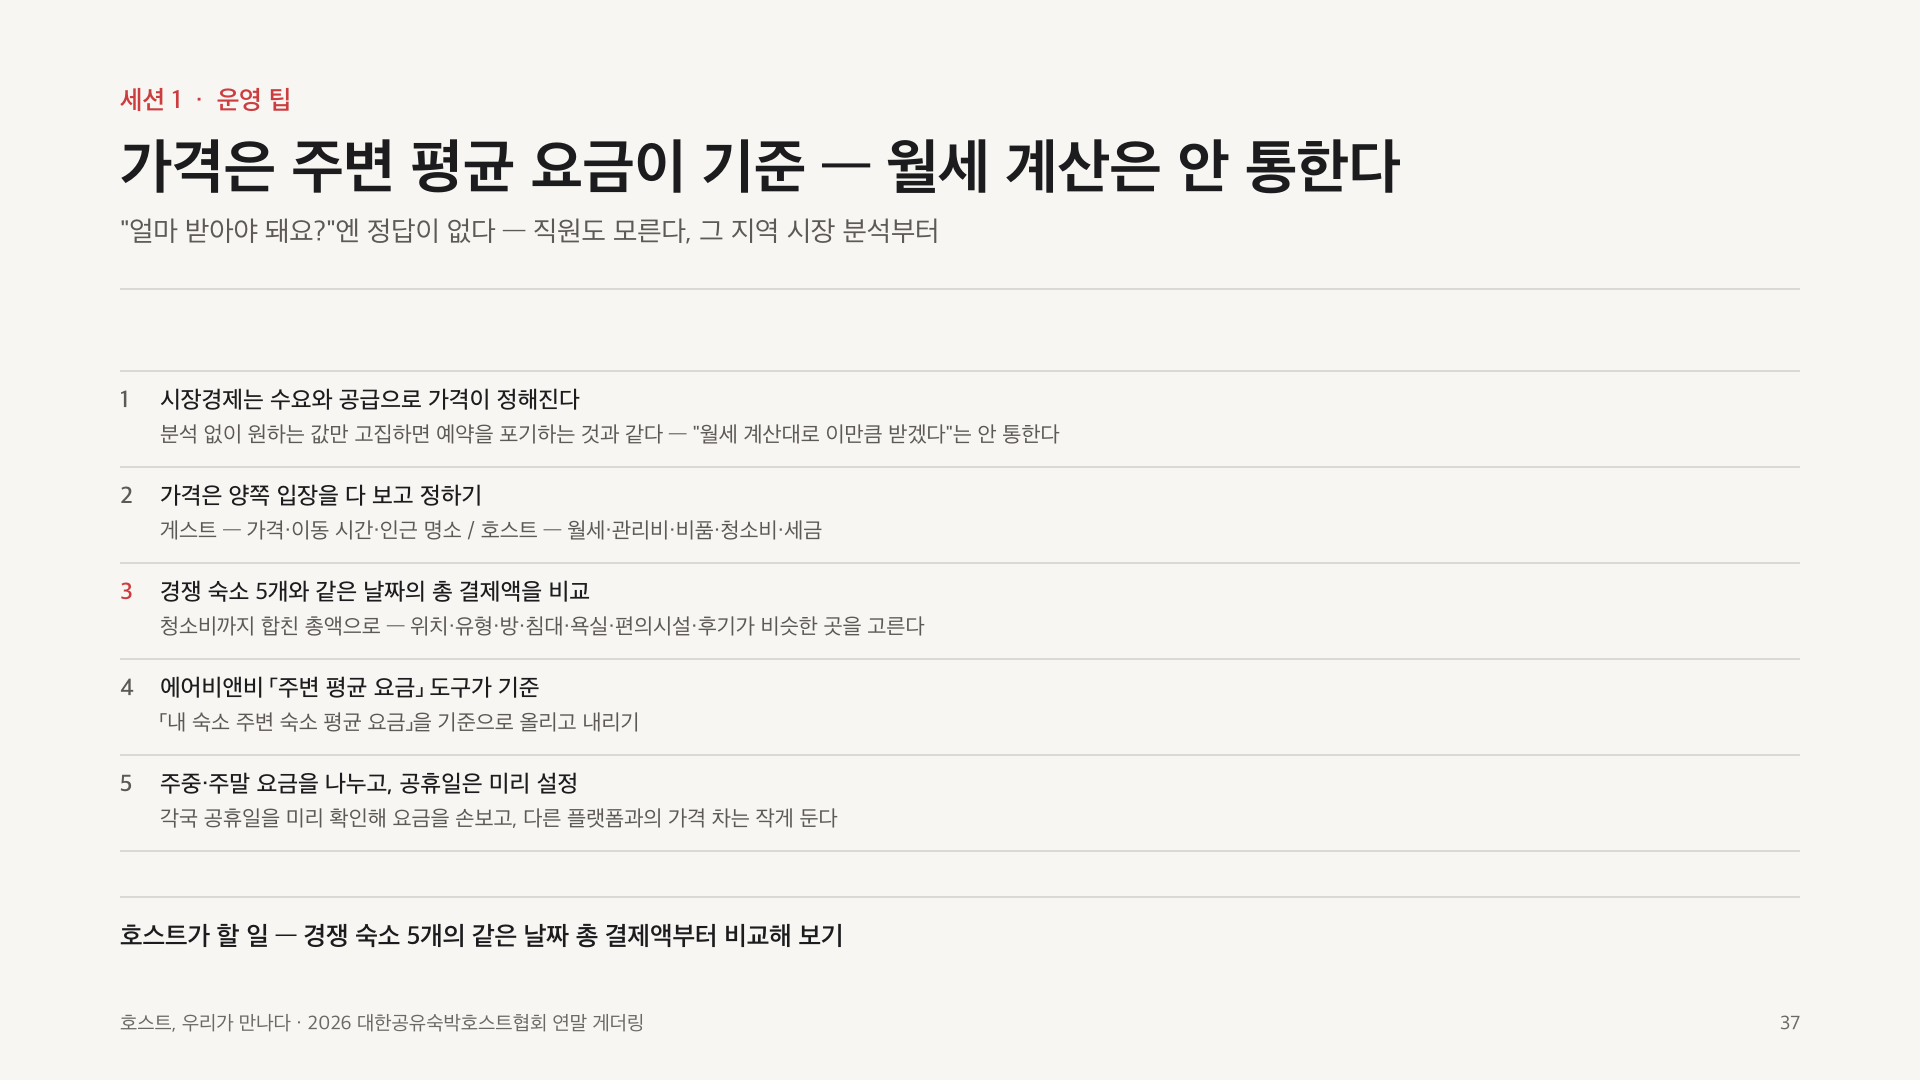 세션 1 · 운영 팁
가격은 주변 평균 요금이 기준 — 월세 계산은 안 통한다
"얼마 받아야 돼요?"엔 정답이 없다 — 직원도 모른다, 그 지역 시장 분석부터
1 시장경제는 수요와 공급으로 가격이 정해진다
분석 없이 원하는 값만 고집하면 예약을 포기하는 것과 같다 — "월세 계산대로 이만큼 받겠다"는 안 통한다
2 가격은 양쪽 입장을 다 보고 정하기
게스트 — 가격·이동 시간·인근 명소 / 호스트 — 월세·관리비·비품·청소비·세금
3 경쟁 숙소 5개와 같은 날짜의 총 결제액을 비교
청소비까지 합친 총액으로 — 위치·유형·방·침대·욕실·편의시설·후기가 비슷한 곳을 고른다
4 에어비앤비 「주변 평균 요금」 도구가 기준
「내 숙소 주변 숙소 평균 요금」을 기준으로 올리고 내리기
5 주중·주말 요금을 나누고, 공휴일은 미리 설정
각국 공휴일을 미리 확인해 요금을 손보고, 다른 플랫폼과의 가격 차는 작게 둔다
호스트가 할 일 — 경쟁 숙소 5개의 같은 날짜 총 결제액부터 비교해 보기
호스트, 우리가 만나다 · 2026 대한공유숙박호스트협회 연말 게더링
37